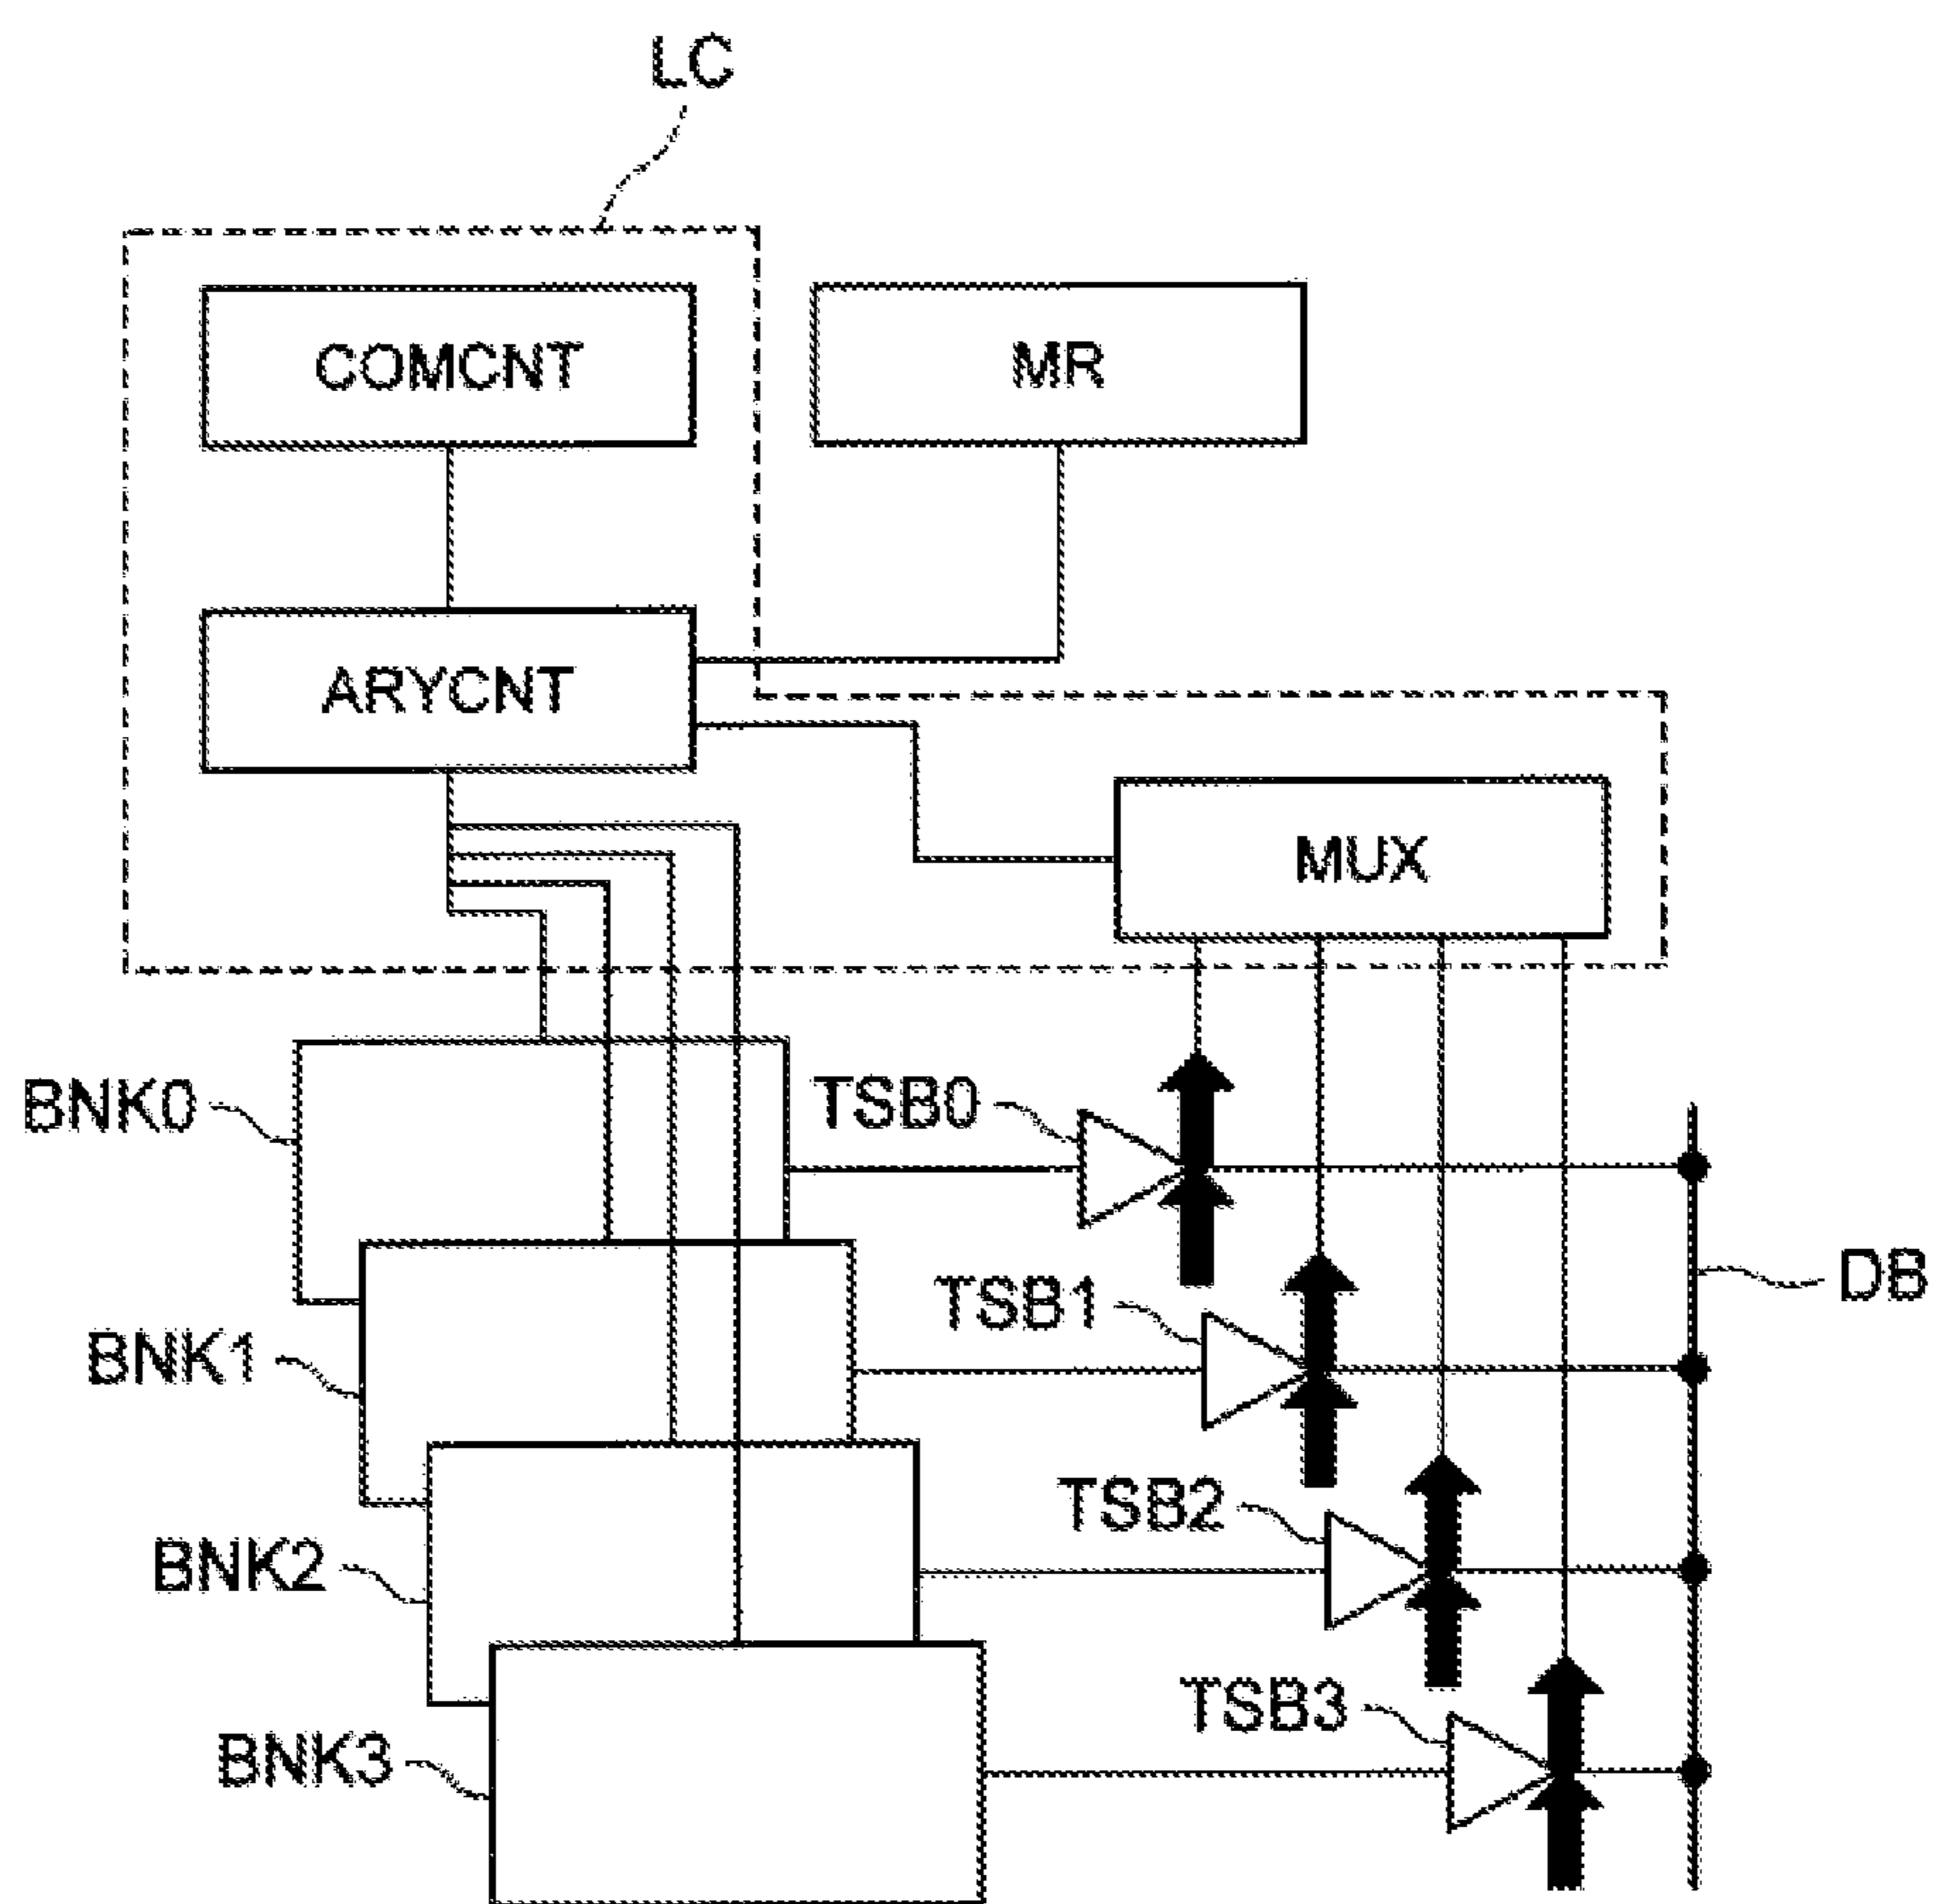 LC
COMCNT
MR
ARYCNT
MUX
BNK0
TSB0
DB
TSB1
BNK1
TSB2
BNK2
TSB3
BNK3